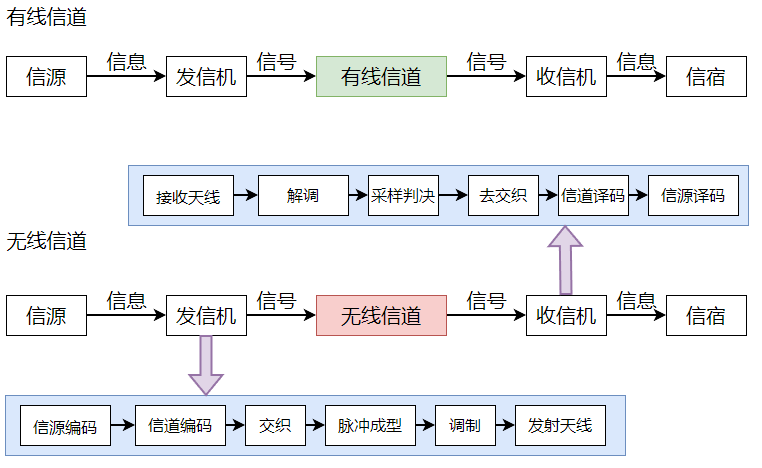 有线信道
信源 信息 发信机 信号 有线信道 信号 收信机 信息 信宿
接收天线 解调 采样判决 去交织 信道译码 信源译码
无线信道
信源 信息 发信机 信号 无线信道 信号 收信机 信息 信宿
信源编码 信道编码 交织 脉冲成型 调制 发射天线